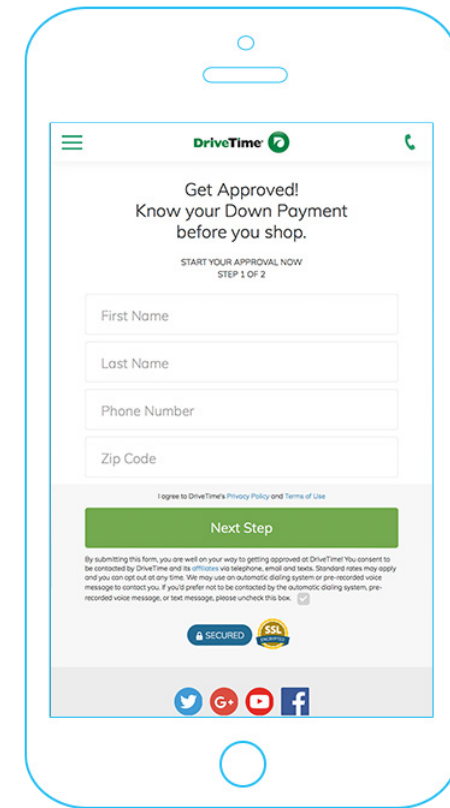 DriveTime
Get Approved!
Know your Down Payment
before you shop.
START YOUR APPROVAL NOW
STEP 1 OF 2
First Name
Last Name
Phone Number
Zip Code
I agree to DriveTime's Privacy Policy and Terms of Use
Next Step
By submitting this form, you are well on your way to getting approved at DriveTime! You consent to
be contacted by DriveTime and its affiliates via telephone, email and texts. Standard rates may apply
and you can opt out at any time. We may use an automatic dialing system or pre-recorded voice
message to contact you. If you'd prefer not to be contacted by the automatic dialing system, pre-
recorded voice message, or text message, please uncheck this box.
SECURED
SSL
ENCRYPTED
G+